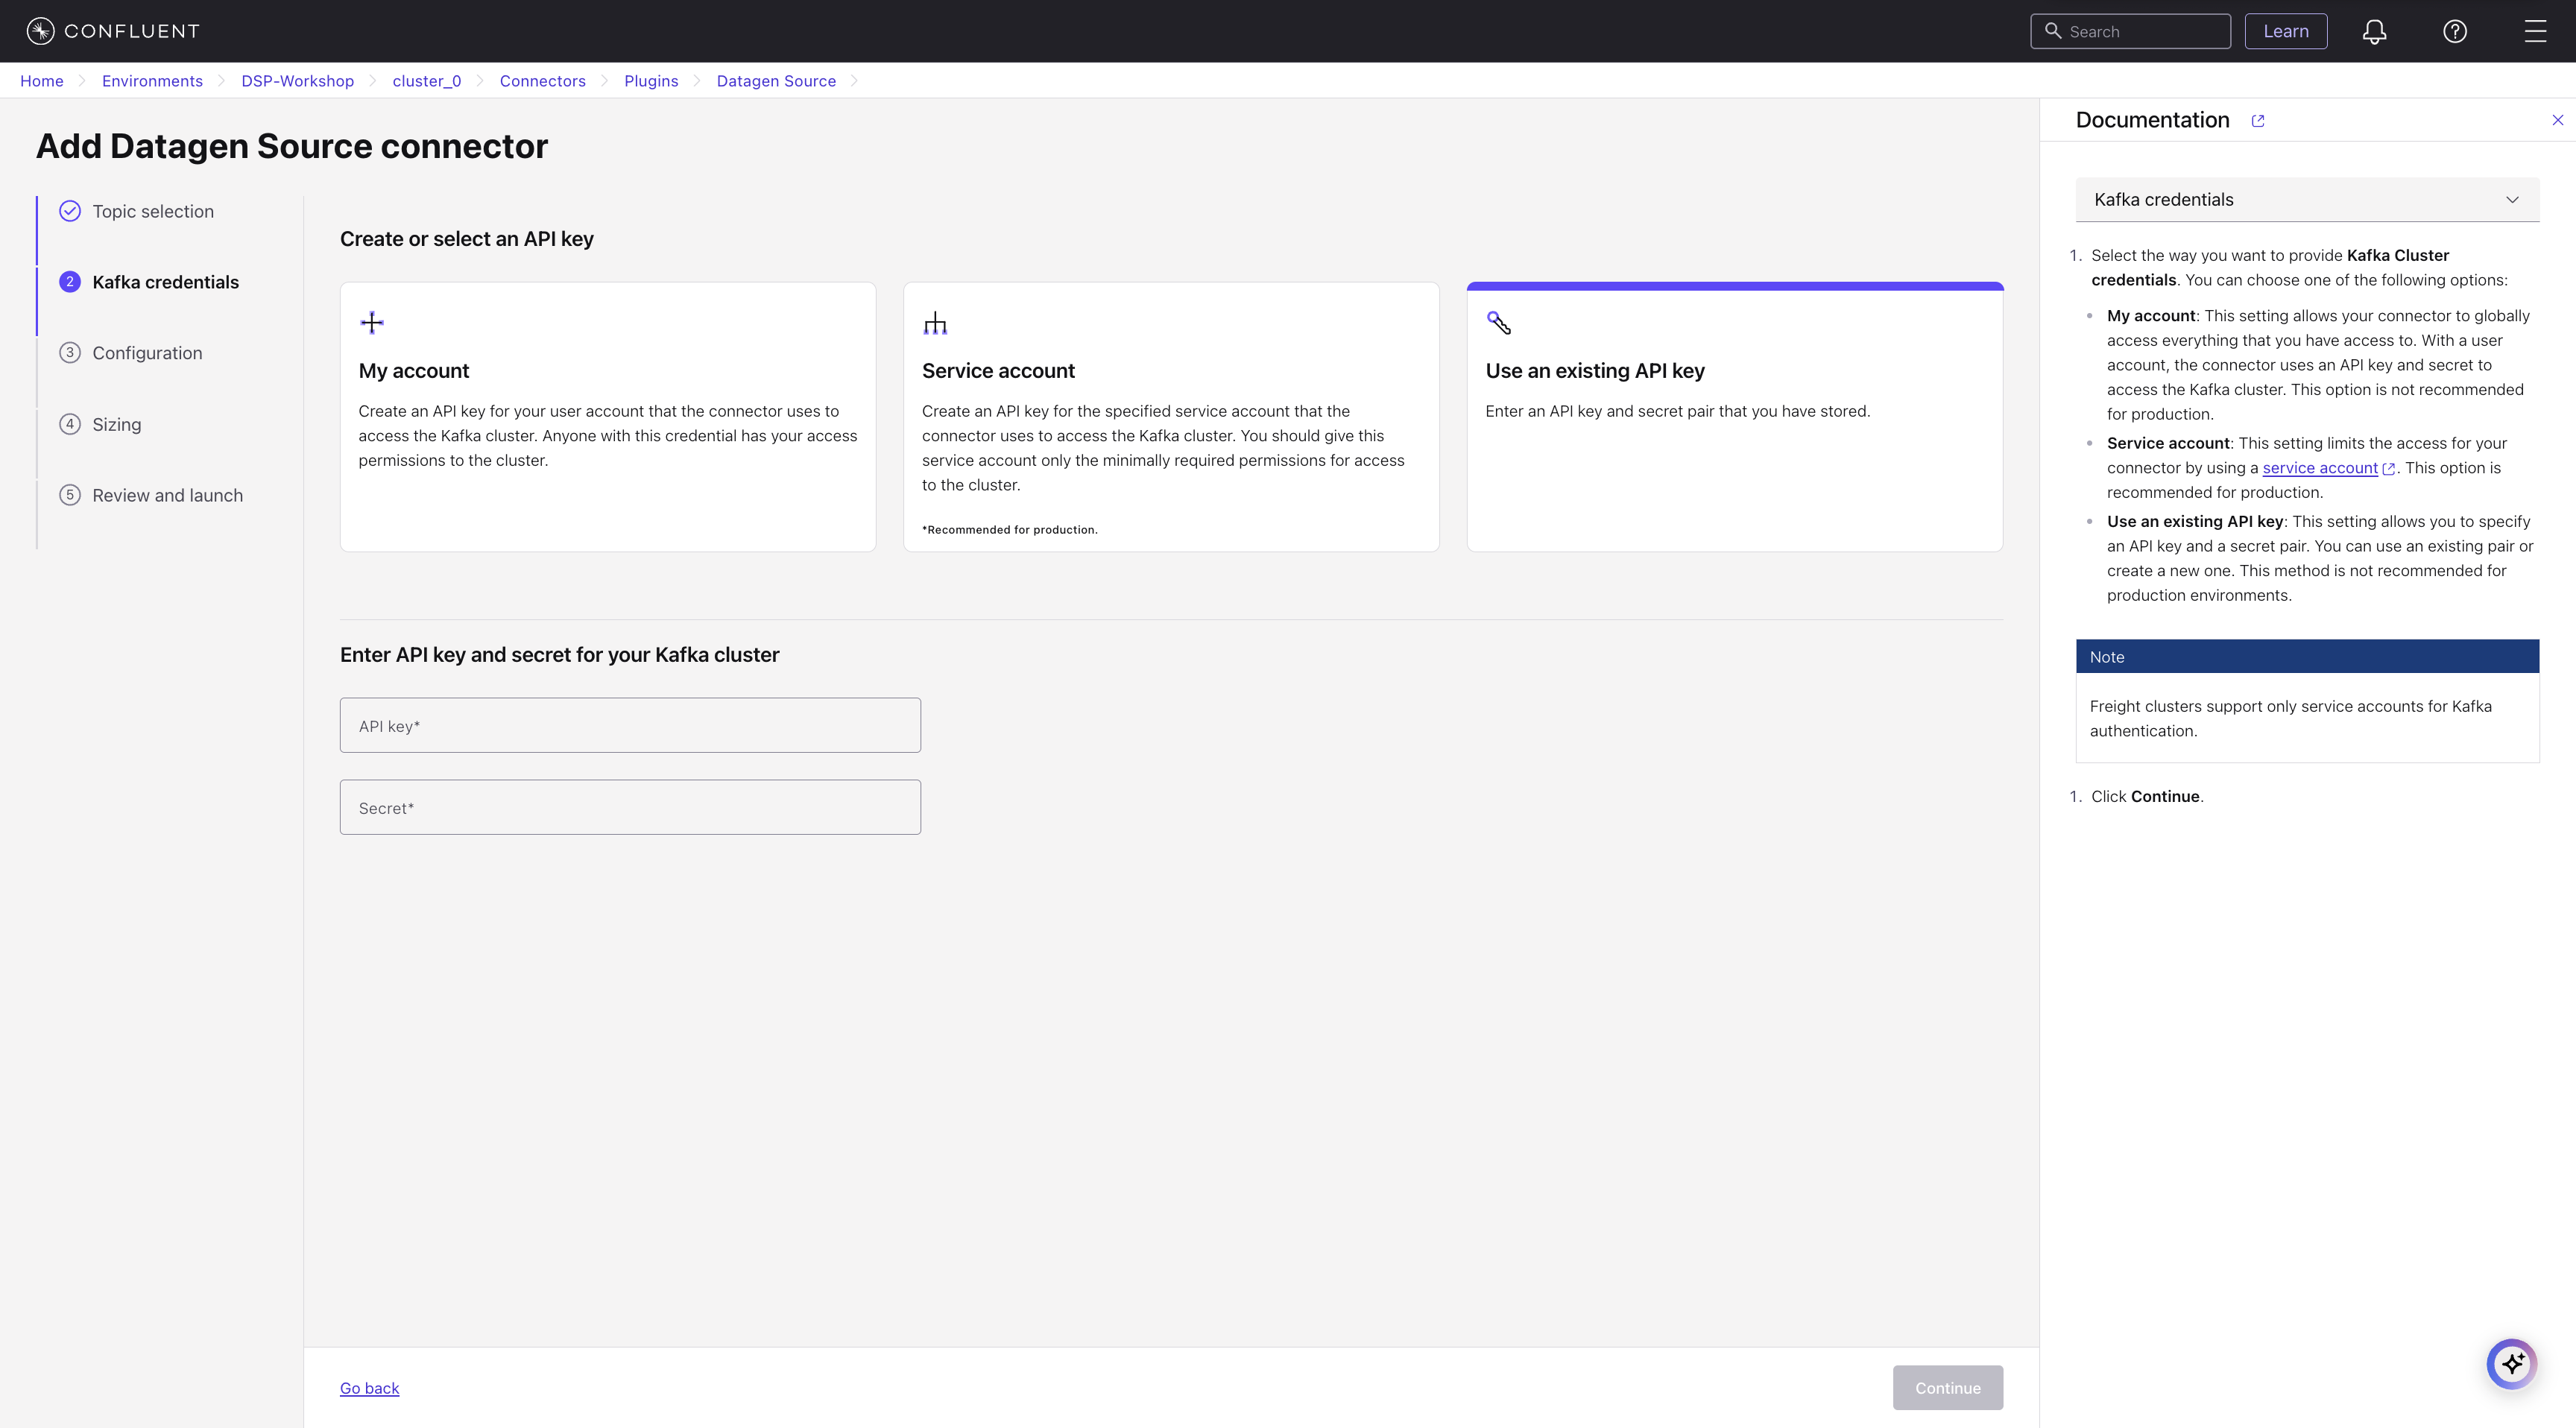 CONFLUENT
Search
Learn
Home
Environments
DSP-Workshop
cluster_0
Connectors
Plugins
Datagen Source
Add Datagen Source connector
Topic selection
2 Kafka credentials
3 Configuration
4 Sizing
5 Review and launch
Create or select an API key
My account
Create an API key for your user account that the connector uses to
access the Kafka cluster. Anyone with this credential has your access
permissions to the cluster.
Service account
Create an API key for the specified service account that the
connector uses to access the Kafka cluster. You should give this
service account only the minimally required permissions for access
to the cluster.
*Recommended for production.
Use an existing API key
Enter an API key and secret pair that you have stored.
Enter API key and secret for your Kafka cluster
API key*
Secret*
Go back
Continue
Documentation
Kafka credentials
1. Select the way you want to provide Kafka Cluster
credentials. You can choose one of the following options:
• My account: This setting allows your connector to globally
access everything that you have access to. With a user
account, the connector uses an API key and secret to
access the Kafka cluster. This option is not recommended
for production.
• Service account: This setting limits the access for your
connector by using a service account. This option is
recommended for production.
• Use an existing API key: This setting allows you to specify
an API key and a secret pair. You can use an existing pair or
create a new one. This method is not recommended for
production environments.
Note
Freight clusters support only service accounts for Kafka
authentication.
1. Click Continue.